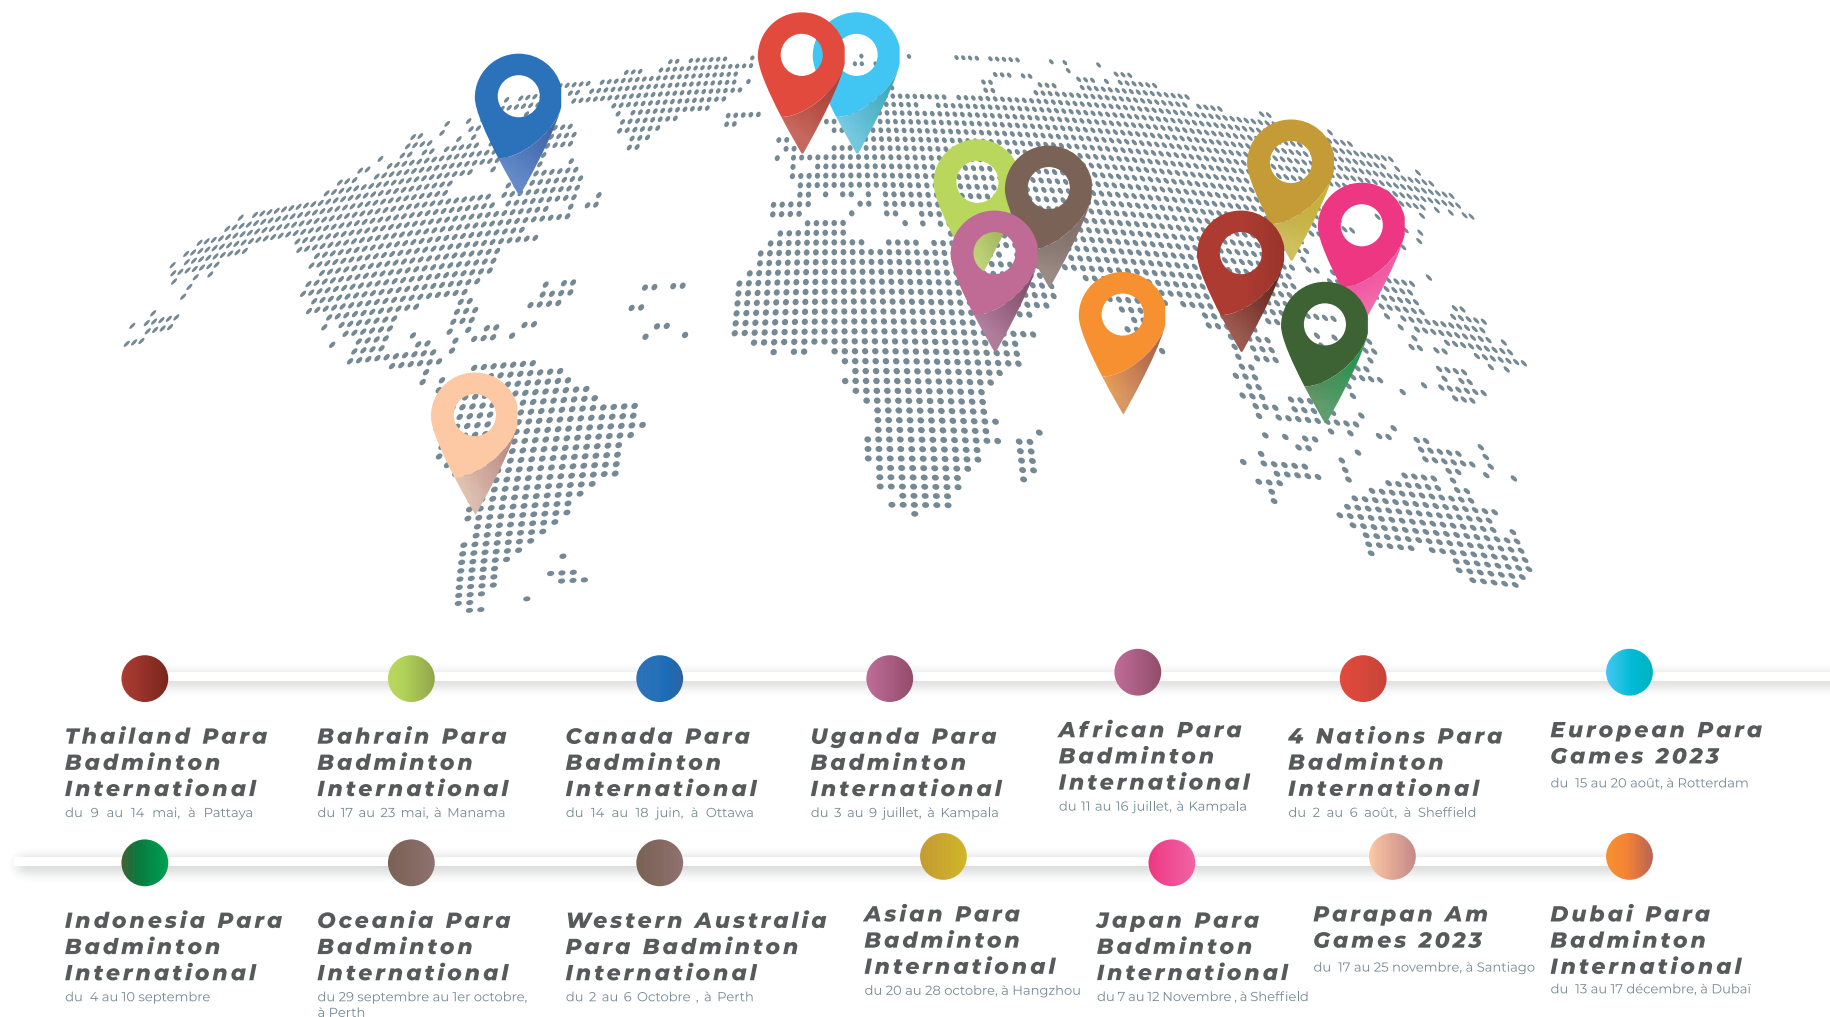 Thailand Para
Badminton
International
du 9 au 14 mai, à Pattaya
Bahrain Para
Badminton
International
du 17 au 23 mai, à Manama
Canada Para
Badminton
International
du 14 au 18 juin, à Ottawa
Uganda Para
Badminton
International
du 3 au 9 juillet, à Kampala
African Para
Badminton
International
du 11 au 16 juillet, à Kampala
4 Nations Para
Badminton
International
du 2 au 6 août, à Sheffield
European Para
Games 2023
du 15 au 20 août, à Rotterdam
Indonesia Para
Badminton
International
du 4 au 10 septembre
Oceania Para
Badminton
International
du 29 septembre au 1er octobre,
à Perth
Western Australia
Para Badminton
International
du 2 au 6 Octobre , à Perth
Asian Para
Badminton
International
du 20 au 28 octobre, à Hangzhou
Japan Para
Badminton
International
du 7 au 12 Novembre , à Sheffield
Parapan Am
Games 2023
du 17 au 25 novembre, à Santiago
Dubai Para
Badminton
International
du 13 au 17 décembre, à Dubaï